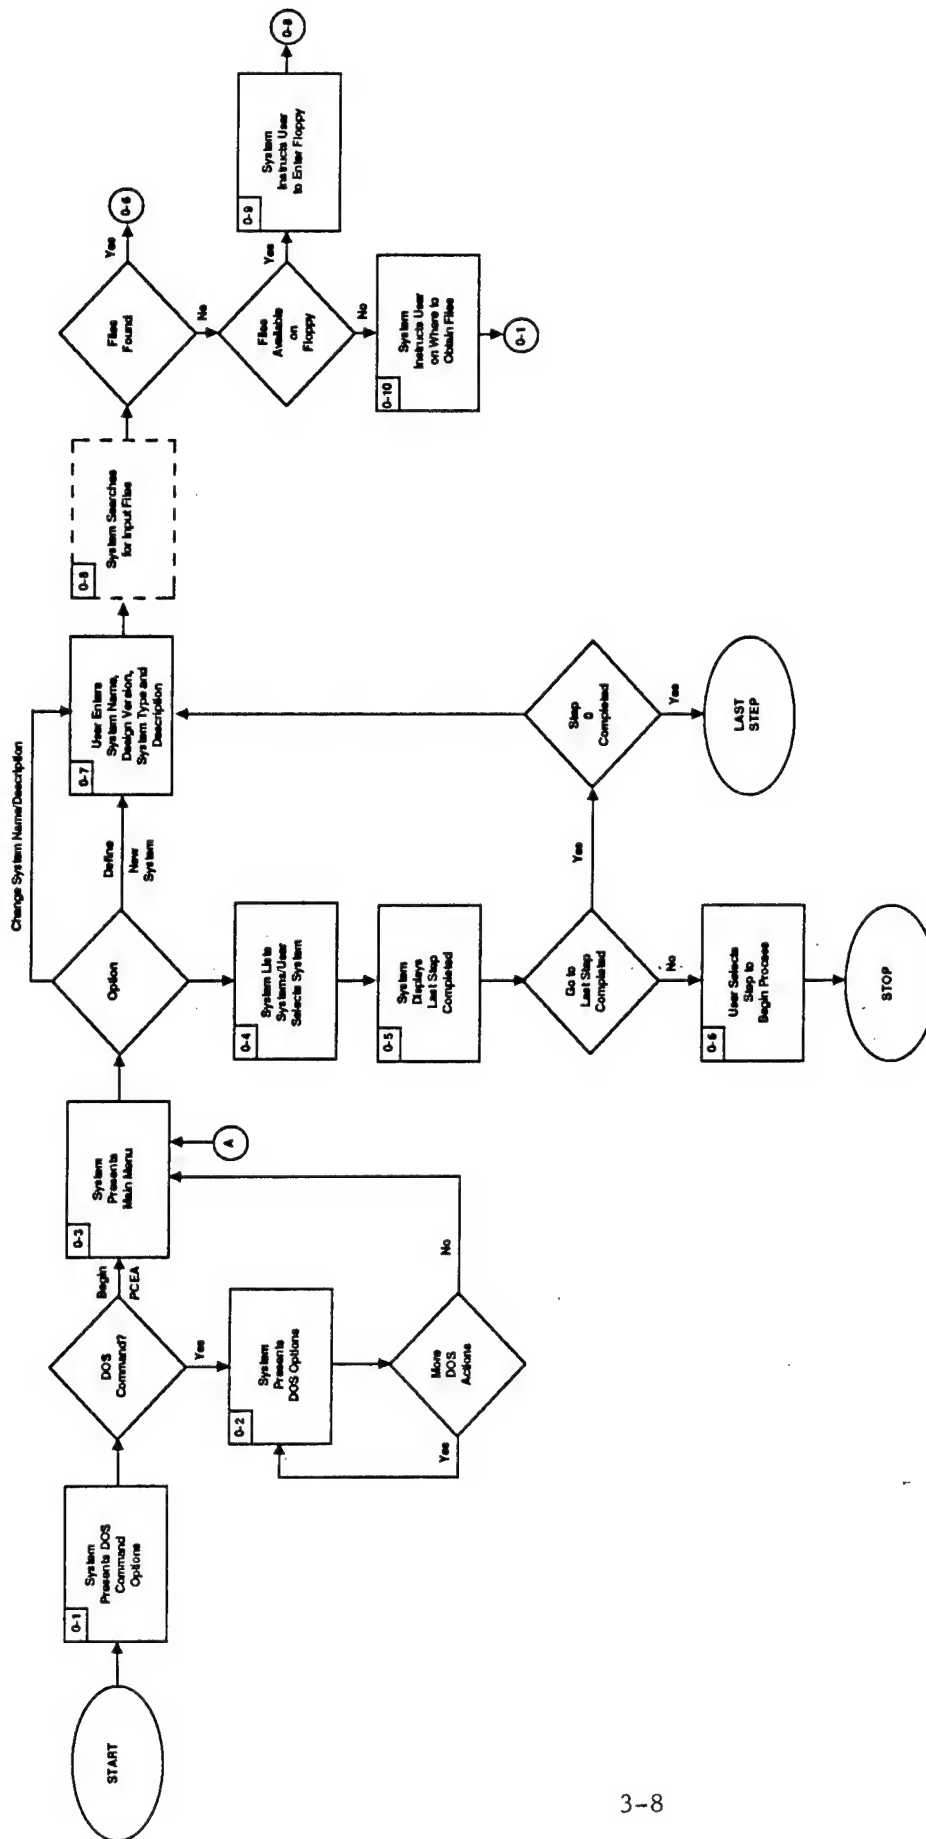 START
0-1
System
Presents DOS
Command
Options
DOS
Command?
Begin
PCEA
Yes
0-2
System
Presents
DOS Options
More
DOS
Actions
Yes
No
0-3
System
Presents
Main Menu
A
Option
Change System Name/Description
Define
New
System
0-4
System Lists
Systems/User
Selects System
0-5
System
Displays
Last Step
Completed
Go to
Last Step
Completed
No
Yes
0-6
User Selects
Step to
Begin Process
STOP
Step
0
Completed
Yes
LAST
STEP
0-7
User Enters
System Name,
Design Version,
System Type and
Description
0-8
System Searches
for Input Files
Files
Found
Yes
0-6
No
Files
Available
on
Floppy
Yes
0-9
System
Instructs User
to Enter Floppy
0-8
No
0-10
System
Instructs User
on Where to
Obtain Files
0-1
3-8